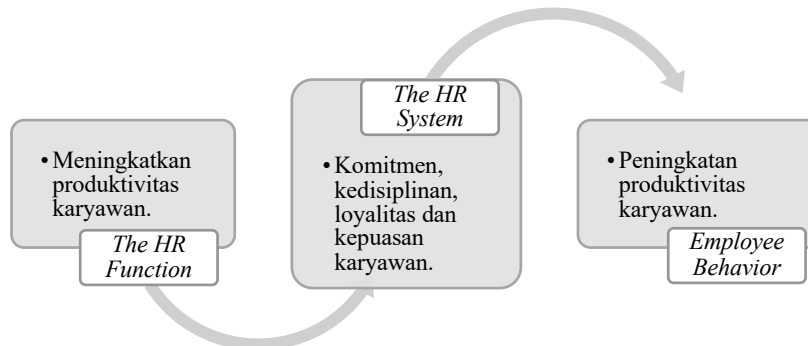 • Meningkatkan
produktivitas
karyawan.
The HR
Function
The HR
System
• Komitmen,
kedisiplinan,
loyalitas dan
kepuasan
karyawan.
• Peningkatan
produktivitas
karyawan.
Employee
Behavior